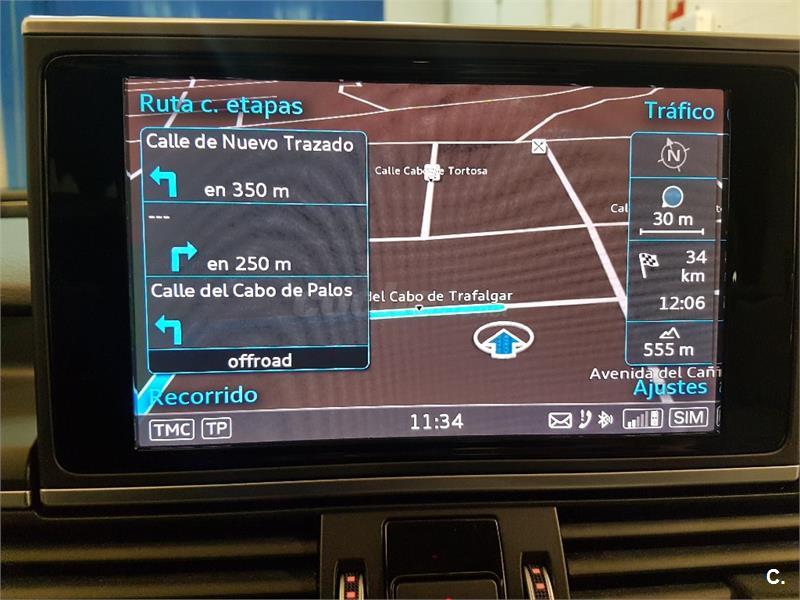 Ruta c. etapas
Tráfico
Calle de Nuevo Trazado
en 350 m
---
en 250 m
Calle del Cabo de Palos
offroad
Recorrido
Calle Cabo de Tortosa
del Cabo de Trafalgar
Avenida del Cañ
N
30 m
34
km
12:06
555 m
Ajustes
TMC
TP
11:34
SIM
C.